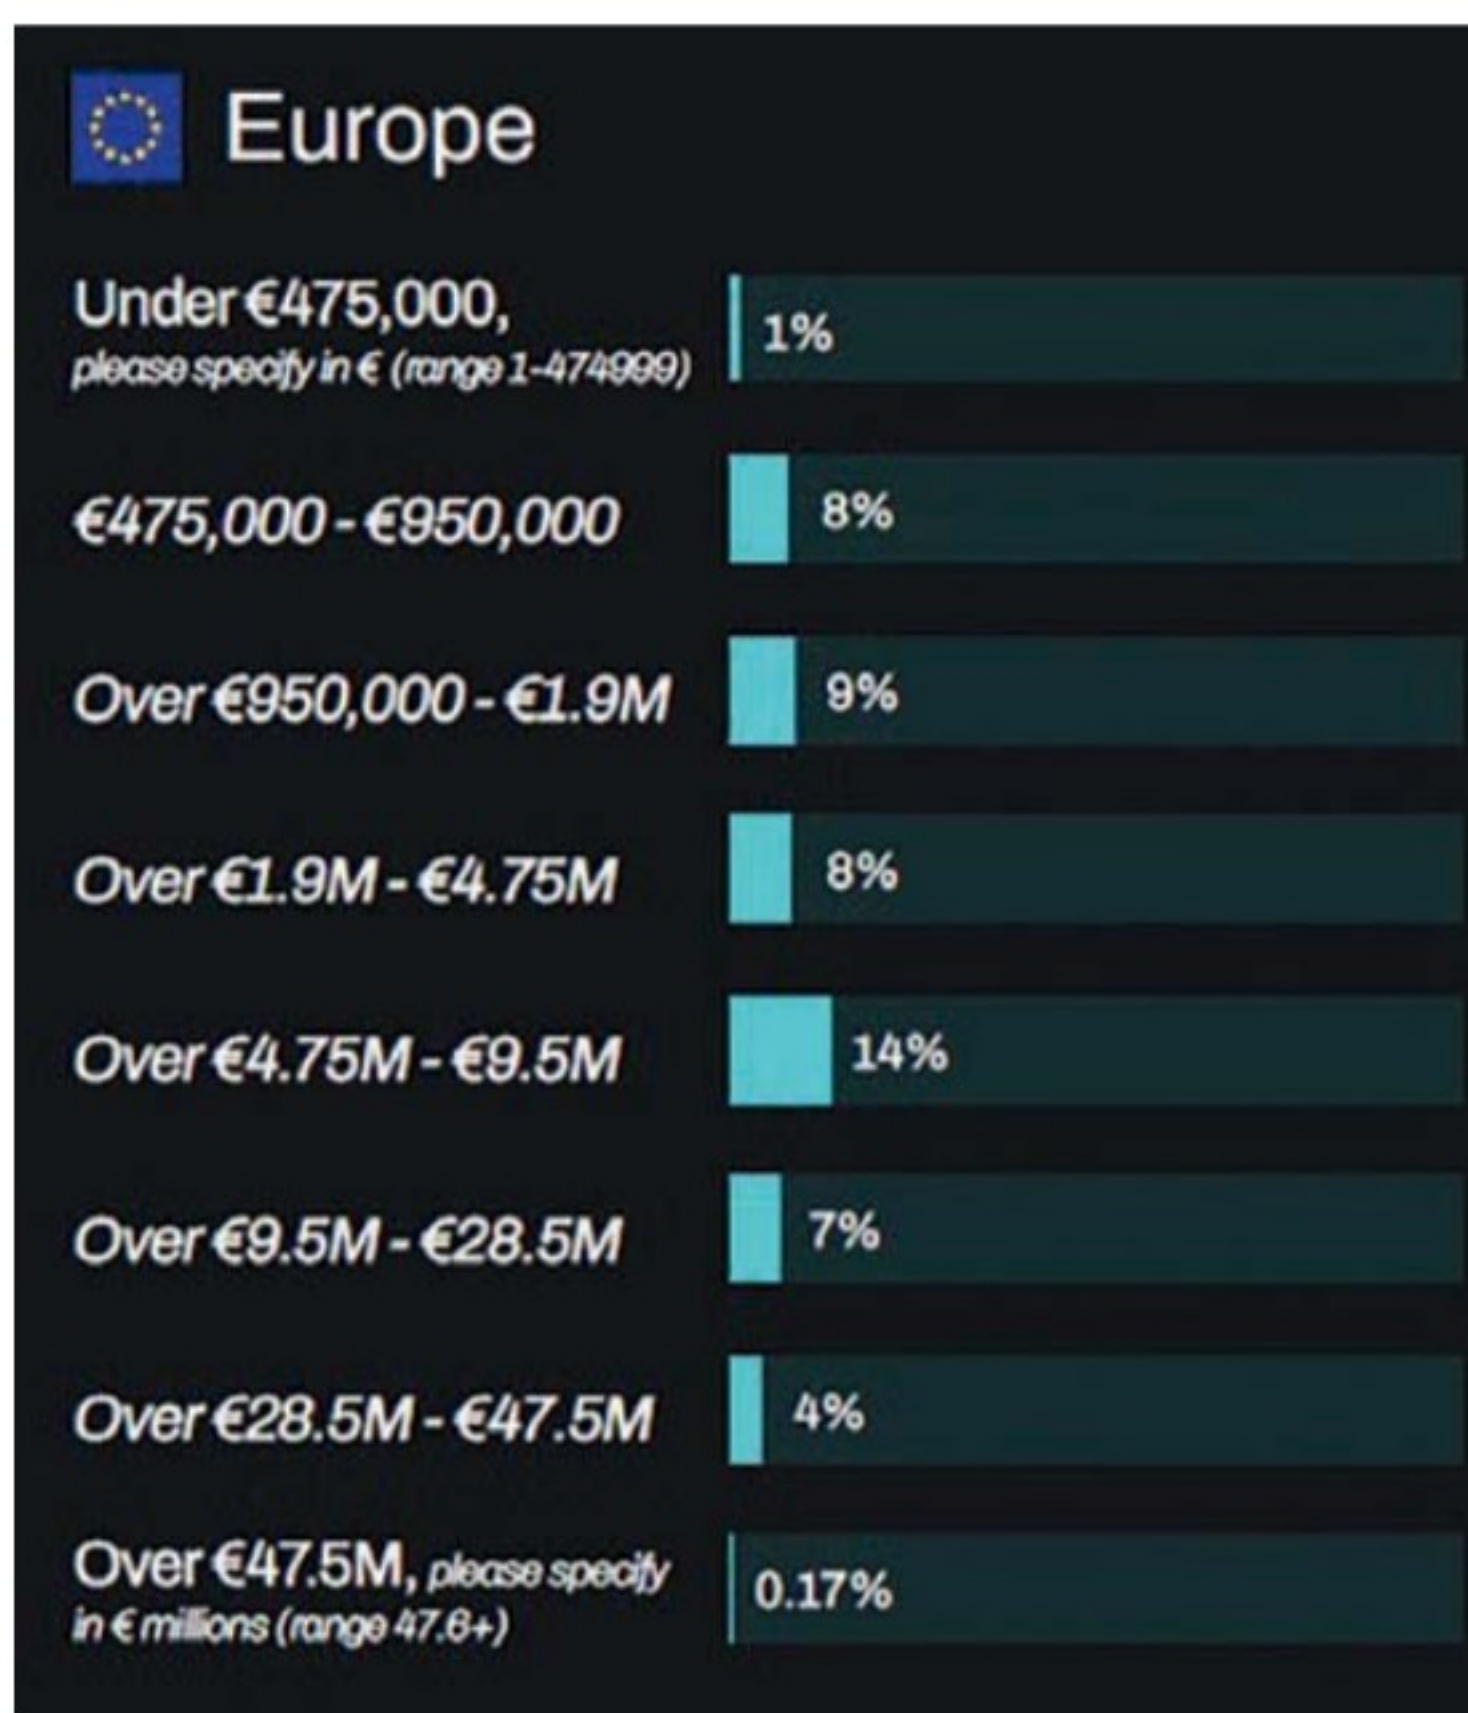 Europe
Under €475,000,
please specify in € (range 1-474999)
1%
€475,000 - €950,000
8%
Over €950,000 - €1.9M
9%
Over €1.9M - €4.75M
8%
Over €4.75M - €9.5M
14%
Over €9.5M - €28.5M
7%
Over €28.5M - €47.5M
4%
Over €47.5M, please specify
in € millions (range 47.6+)
0.17%